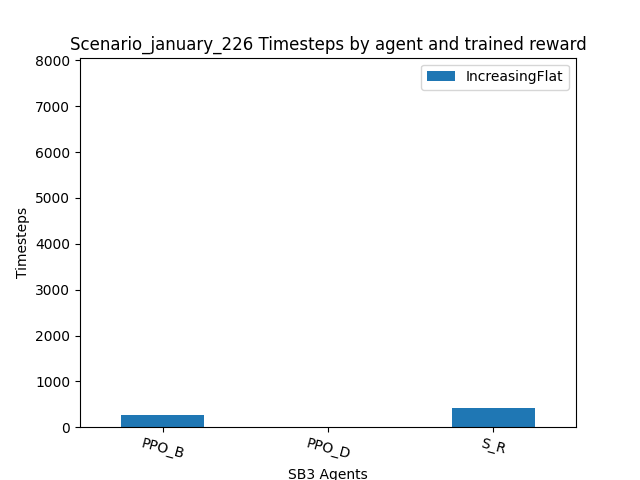 Scenario_january_226 Timesteps by agent and trained reward
IncreasingFlat
8000
7000
6000
5000
4000
3000
2000
1000
0
Timesteps
PPO_B
PPO_D
S_R
SB3 Agents